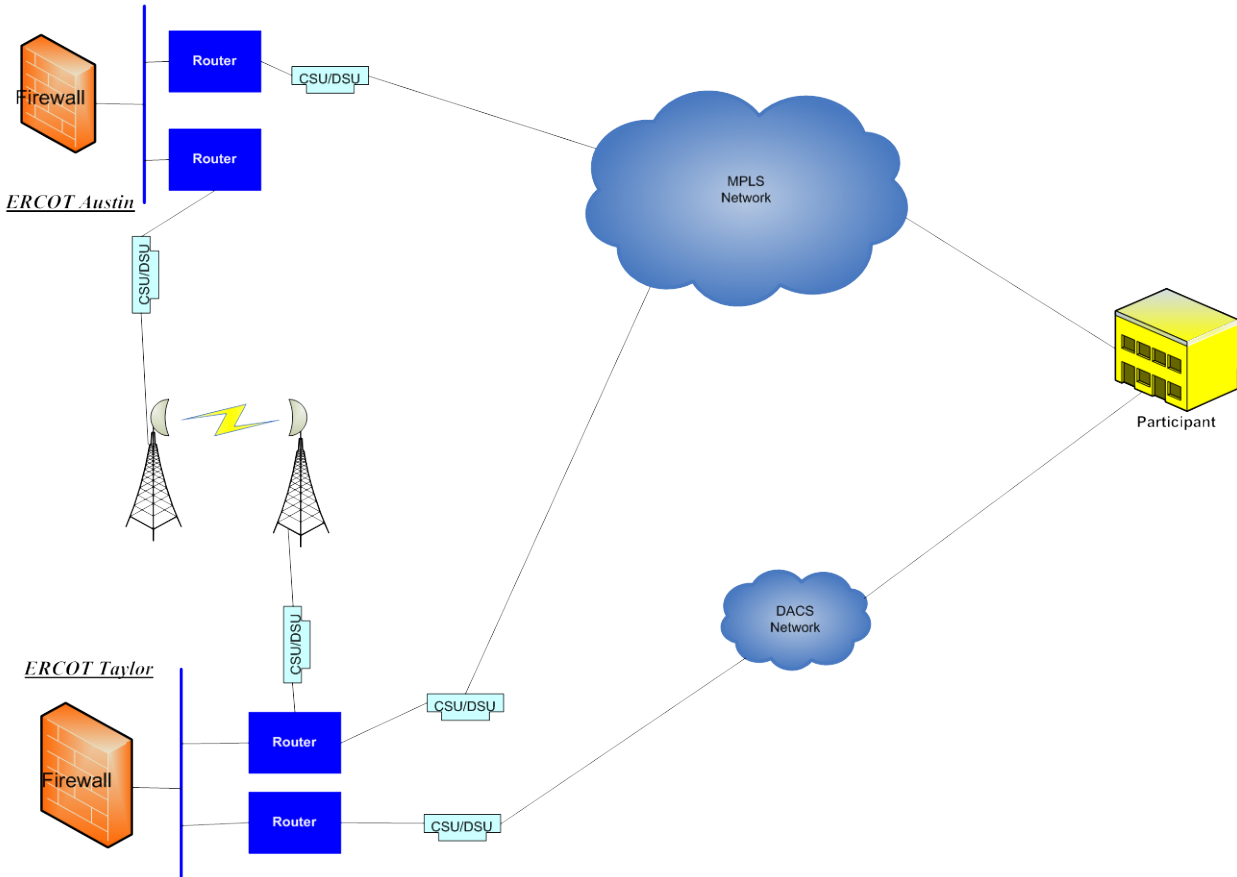 Router
CSU/DSU
Firewall
Router
ERCOT Austin
MPLS
Network
CSU/DSU
Participant
DACS
Network
CSU/DSU
ERCOT Taylor
CSU/DSU
Router
Firewall
Router
CSU/DSU